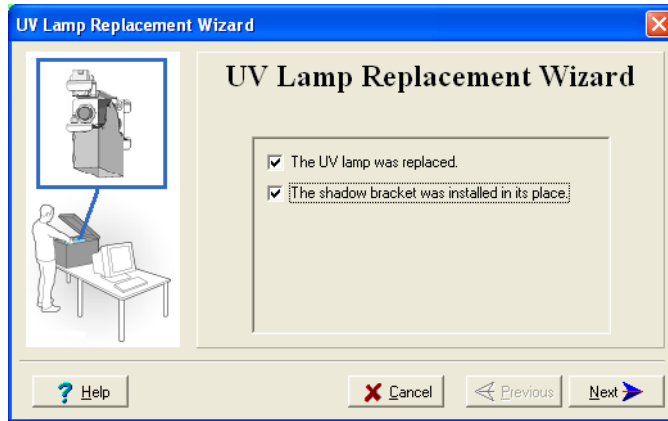 UV Lamp Replacement Wizard
UV Lamp Replacement Wizard
The UV lamp was replaced.
The shadow bracket was installed in its place.
? Help
X Cancel
Previous
Next